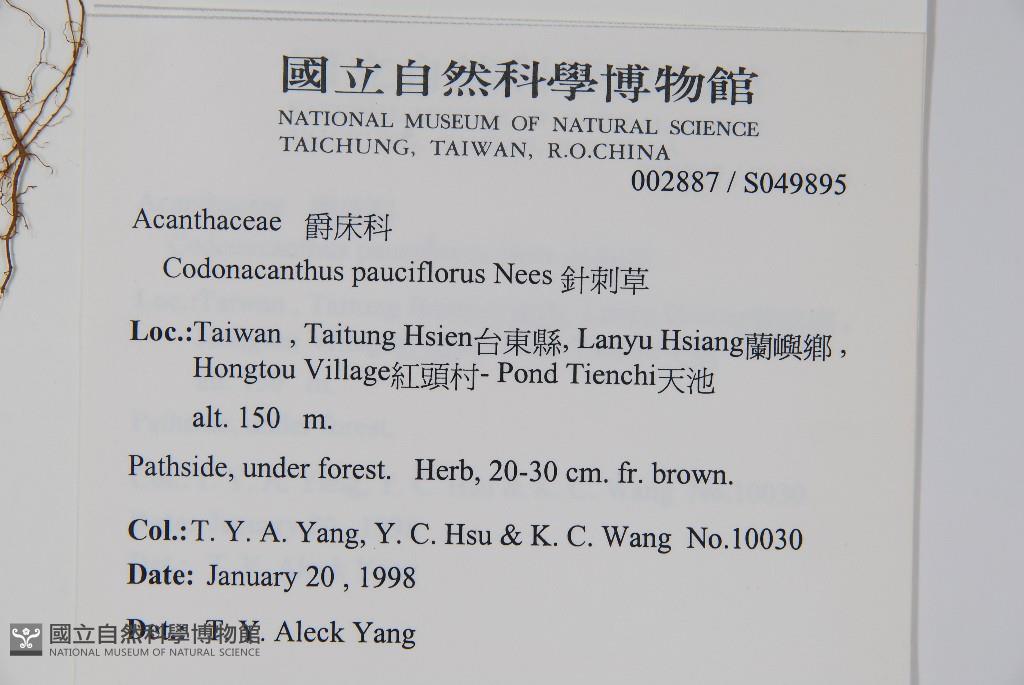 國立自然科學博物館
NATIONAL MUSEUM OF NATURAL SCIENCE
TAICHUNG, TAIWAN, R.O.CHINA
002887 / S049895
Acanthaceae 爵床科
Codonacanthus pauciflorus Nees 針刺草
Loc.:Taiwan , Taitung Hsien台東縣, Lanyu Hsiang蘭嶼鄉 ,
Hongtou Village紅頭村- Pond Tienchi天池
alt. 150 m.
Pathside, under forest. Herb, 20-30 cm. fr. brown.
Col.: T. Y. A. Yang, Y. C. Hsu & K. C. Wang No.10030
Date: January 20 , 1998
Det.: T. Y. Aleck Yang
國立自然科學博物館
NATIONAL MUSEUM OF NATURAL SCIENCE